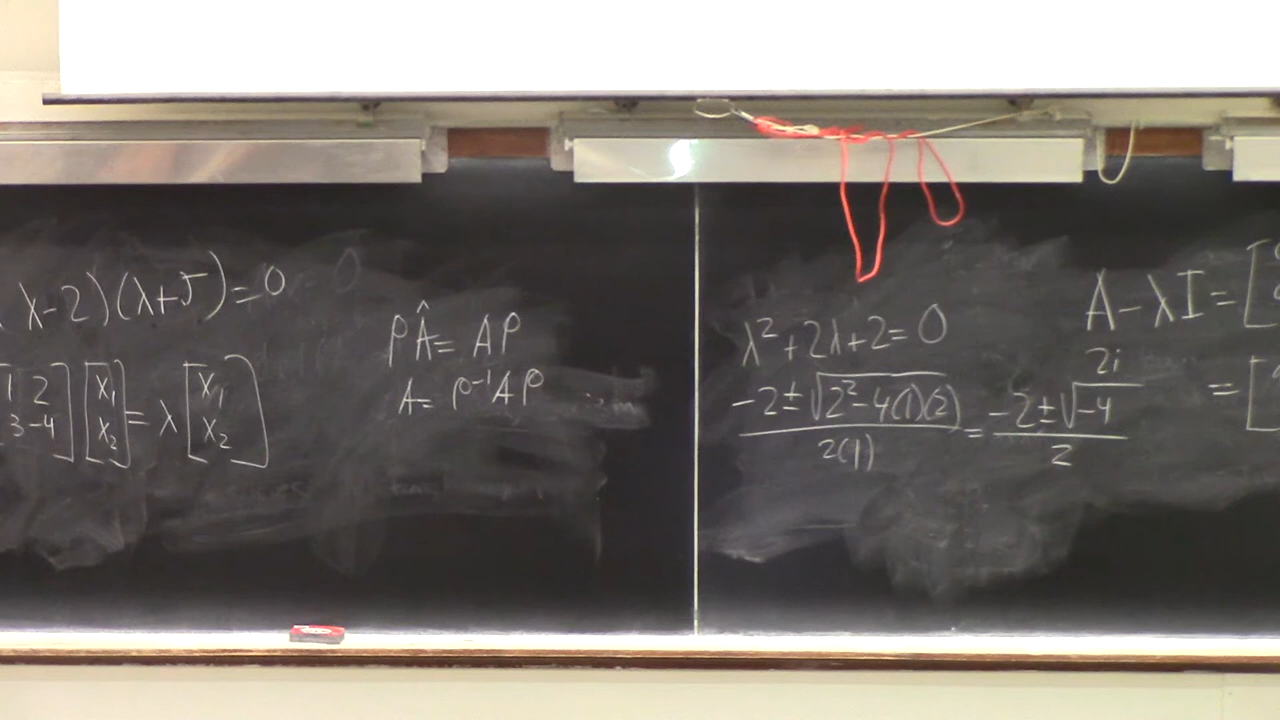 (λ-2)(λ+5)=0
[1 2
3 -4] [x₁
x₂] = λ [x₁
x₂]
PÂ = AP
A = P⁻¹AP
λ²+2λ+2=0
-2±√2²-4(1)(2) / 2(1) = -2±√-4 / 2
2i
A-λI = [
= [